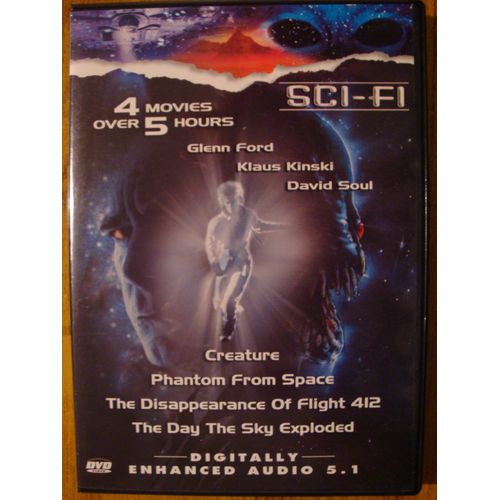 SCI-FI
4 MOVIES
OVER 5 HOURS
Glenn Ford
Klaus Kinski
David Soul
Creature
Phantom From Space
The Disappearance Of Flight 412
The Day The Sky Exploded
DIGITALLY
ENHANCED AUDIO 5.1
DVD
VIDEO